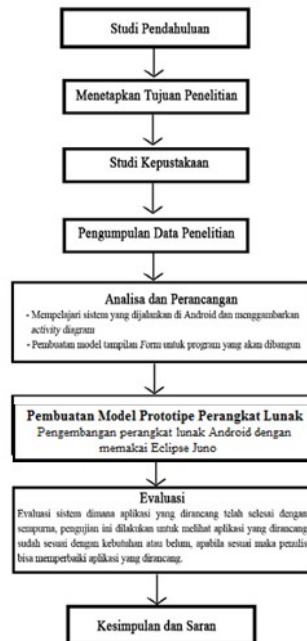 Studi Pendahuluan
Menetapkan Tujuan Penelitian
Studi Kepustakaan
Pengumpulan Data Penelitian
Analisa dan Perancangan
- Mempelajari sistem yang dijalankan di Android dan menggambarkan
activity diagram
- Pembuatan model tampilan Form untuk program yang akan dibangun
Pembuatan Model Prototipe Perangkat Lunak
Pengembangan perangkat lunak Android dengan
memakai Eclipse Juno
Evaluasi
Evaluasi sistem dimana aplikasi yang dirancang telah selesai dengan
sempurna, pengujian ini dilakukan untuk melihat aplikasi yang dirancang
sudah sesuai dengan kebutuhan atau belum, apabila sesuai maka penulis
bisa memperbaiki aplikasi yang dirancang.
Kesimpulan dan Saran